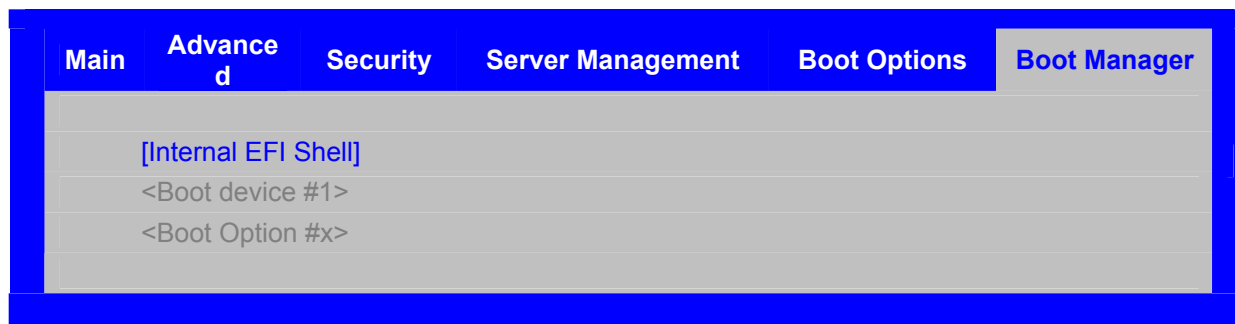 Main Advance
d Security Server Management Boot Options Boot Manager
[Internal EFI Shell]
<Boot device #1>
<Boot Option #x>